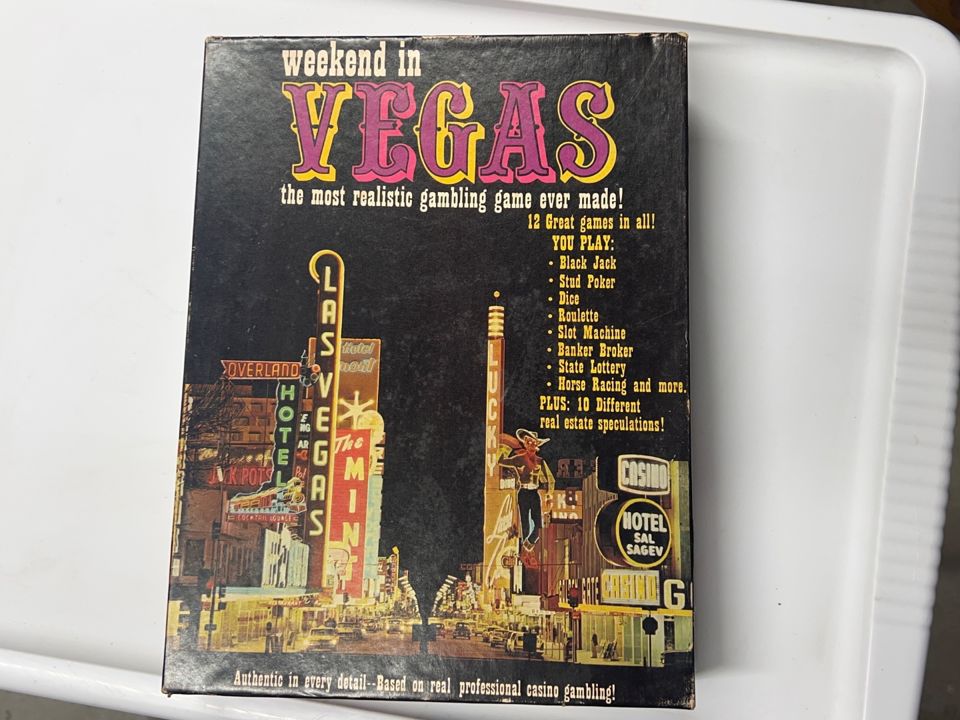 weekend in
VEGAS
the most realistic gambling game ever made!
12 Great games in all!
YOU PLAY:
• Black Jack
• Stud Poker
• Dice
• Roulette
• Slot Machine
• Banker Broker
• State Lottery
• Horse Racing and more.
PLUS: 10 Different
real estate speculations!
LAS VEGAS
Hotel
OVERLAND
HOTEL
JACKPOTS
COCKTAIL LOUNGE
The
MINT
LUCKY
CASINO
HOTEL
SAL
SAGEV
CASINO
G
Authentic in every detail--Based on real professional casino gambling!